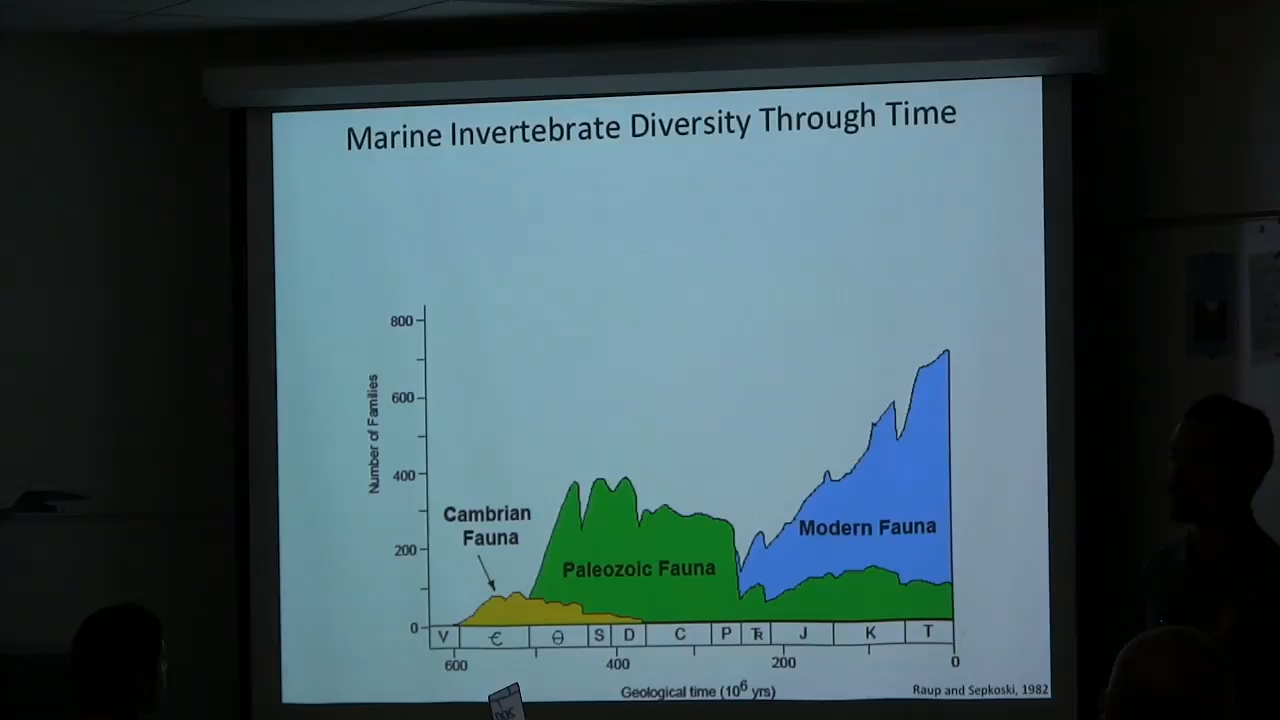 Marine Invertebrate Diversity Through Time
800
600
400
200
0
Number of Families
Cambrian
Fauna
Paleozoic Fauna
Modern Fauna
V Є Ɵ S D C P TR J K T
600 400 200 0
Geological time (10⁶ yrs)
Raup and Sepkoski, 1982